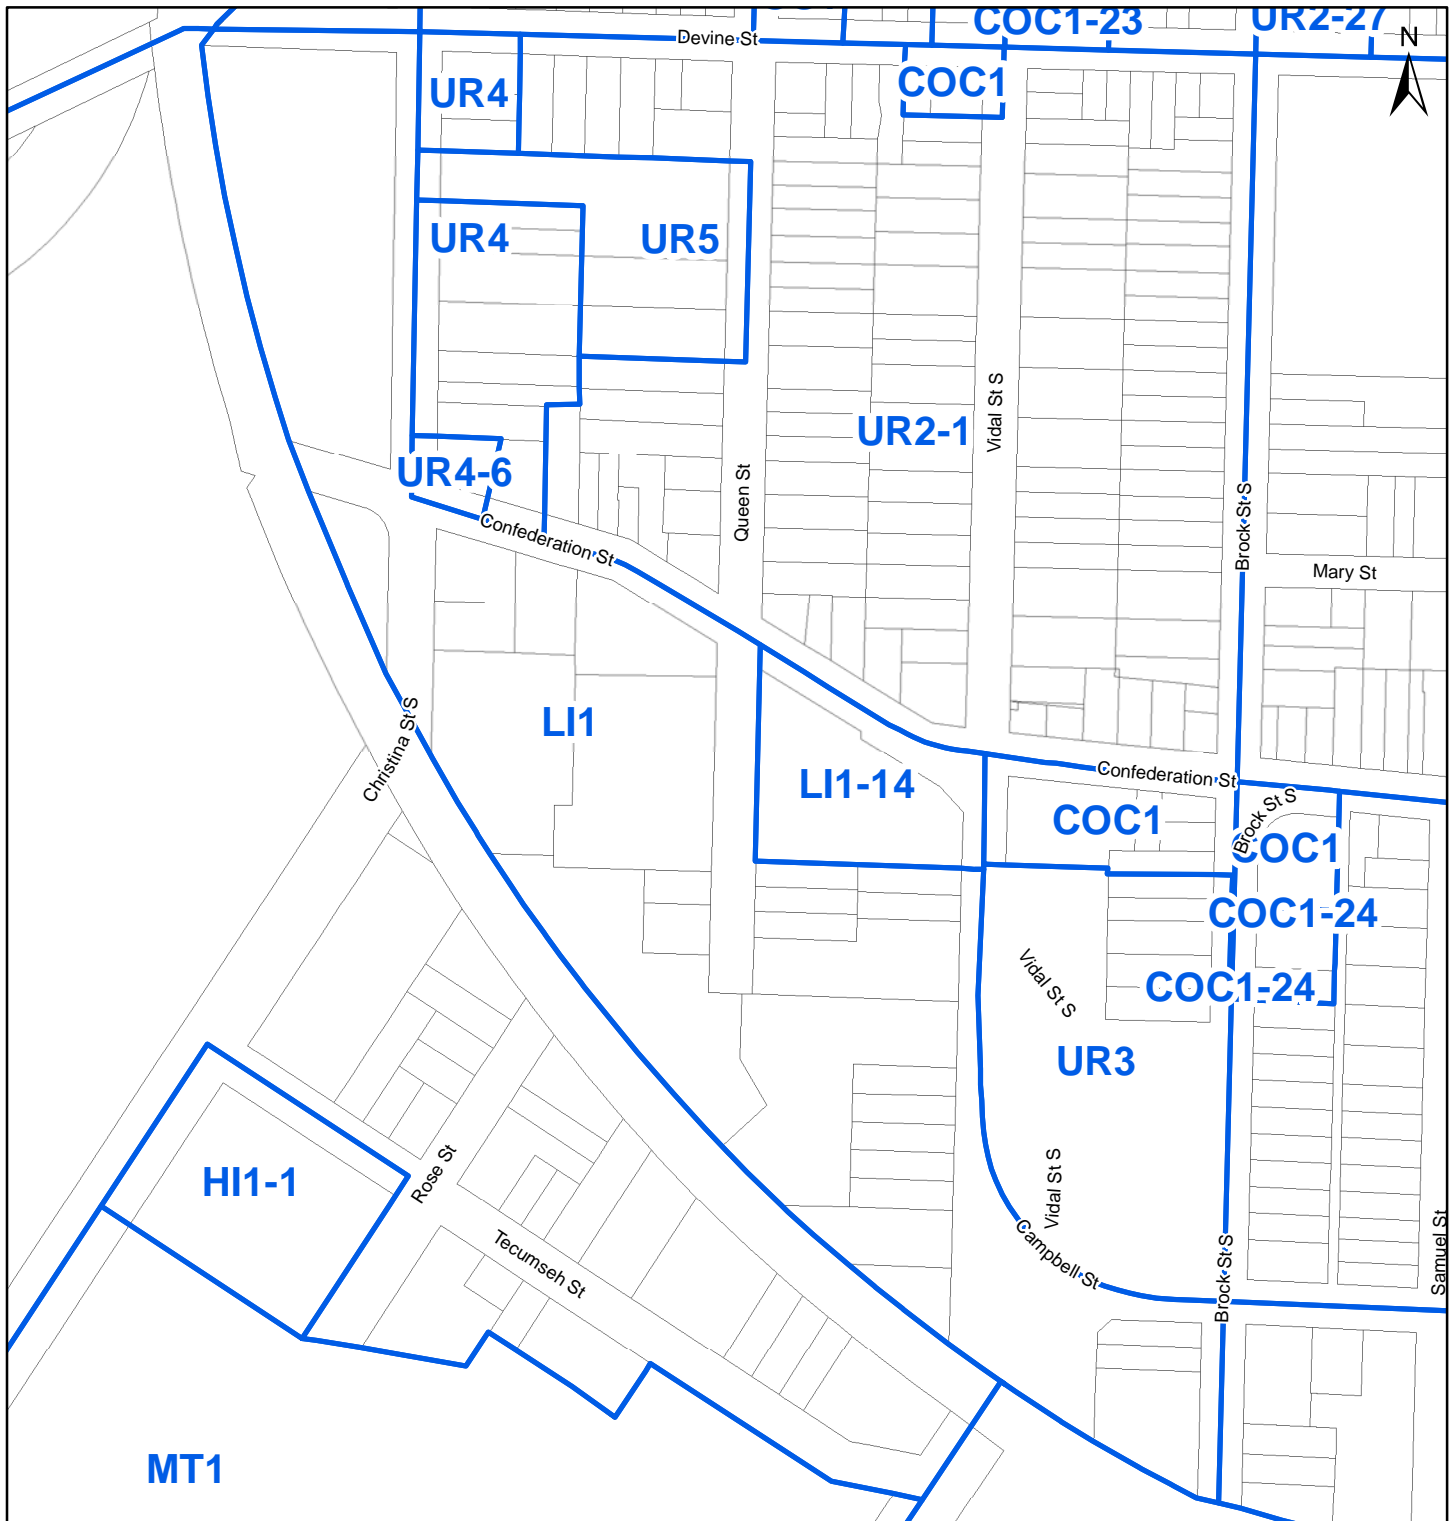 COC1-23
UR2-27
Devine St
N
UR4
COC1
UR4
UR5
UR2-1
Vidal St S
UR4-6
Queen St
Brock St S
Confederation St
Mary St
LI1
Christina St S
LI1-14
Confederation St
COC1
Brock St S
COC1
COC1-24
Vidal St S
COC1-24
UR3
HI1-1
Rose St
Vidal St S
Tecumseh St
Campbell St
Brock St S
Samuel St
MT1